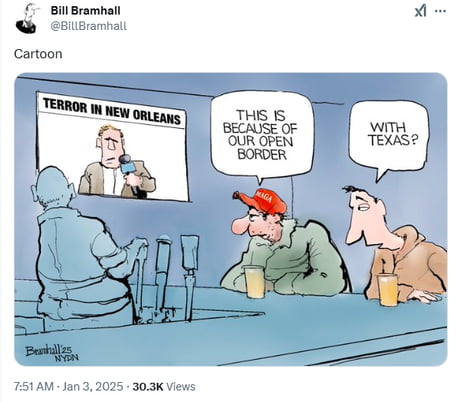 Bill Bramhall
@BillBramhall
Cartoon
TERROR IN NEW ORLEANS
THIS IS
BECAUSE OF
OUR OPEN
BORDER
WITH
TEXAS?
MAGA
Bramhall '25
NYDN
7:51 AM · Jan 3, 2025 · 30.3K Views